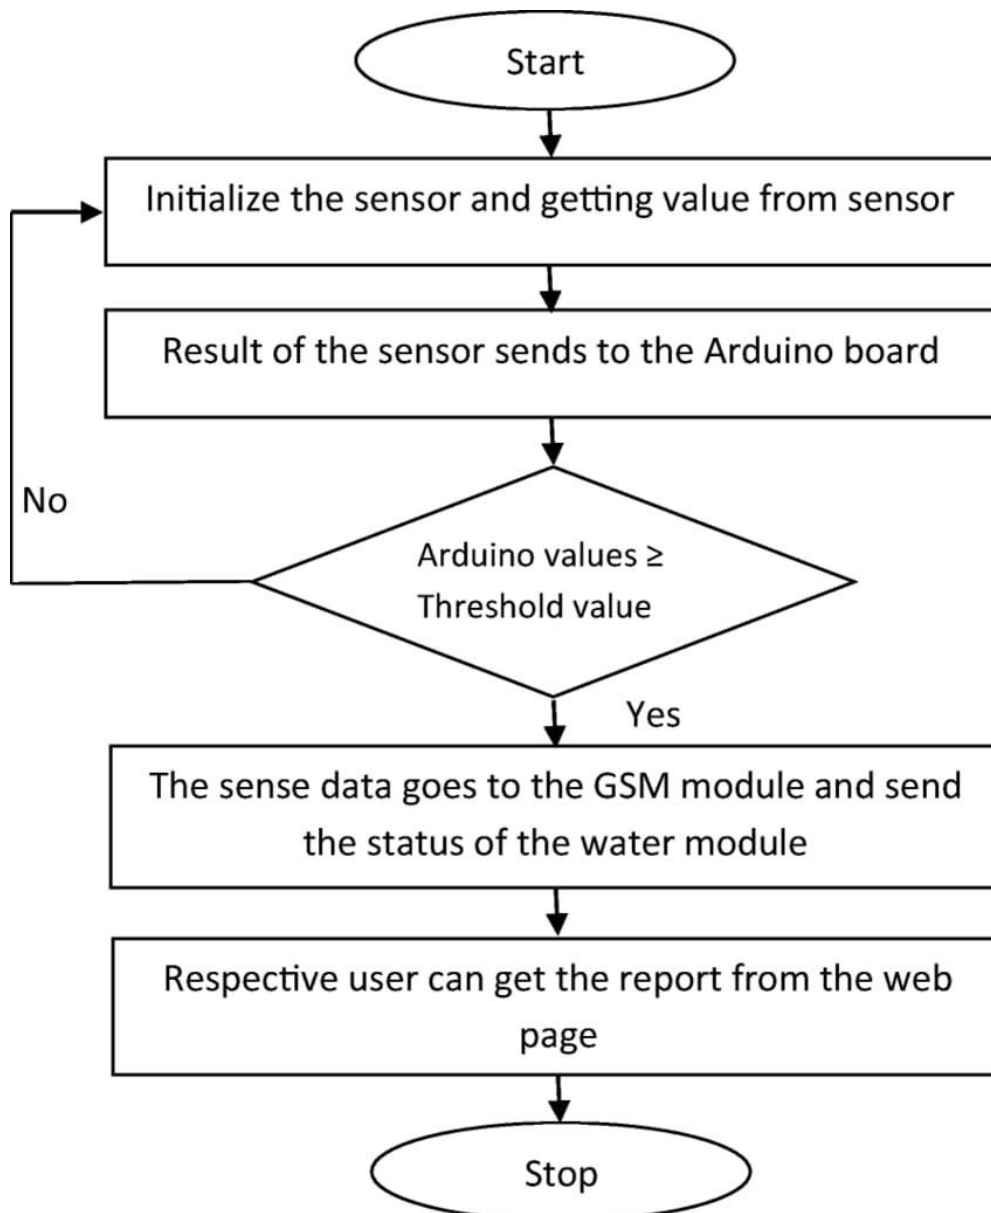 Start
Initialize the sensor and getting value from sensor
Result of the sensor sends to the Arduino board
No
Arduino values ≥
Threshold value
Yes
The sense data goes to the GSM module and send
the status of the water module
Respective user can get the report from the web
page
Stop